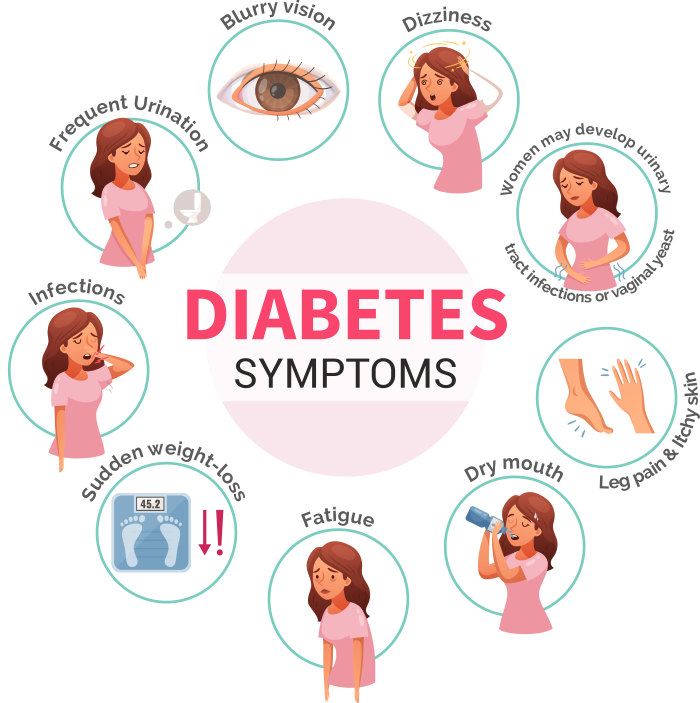 Blurry vision
Dizziness
Women may develop urinary
tract infections or vaginal yeast
Leg pain & Itchy skin
Dry mouth
Fatigue
Sudden weight-loss
45.2
Infections
Frequent Urination
DIABETES
SYMPTOMS